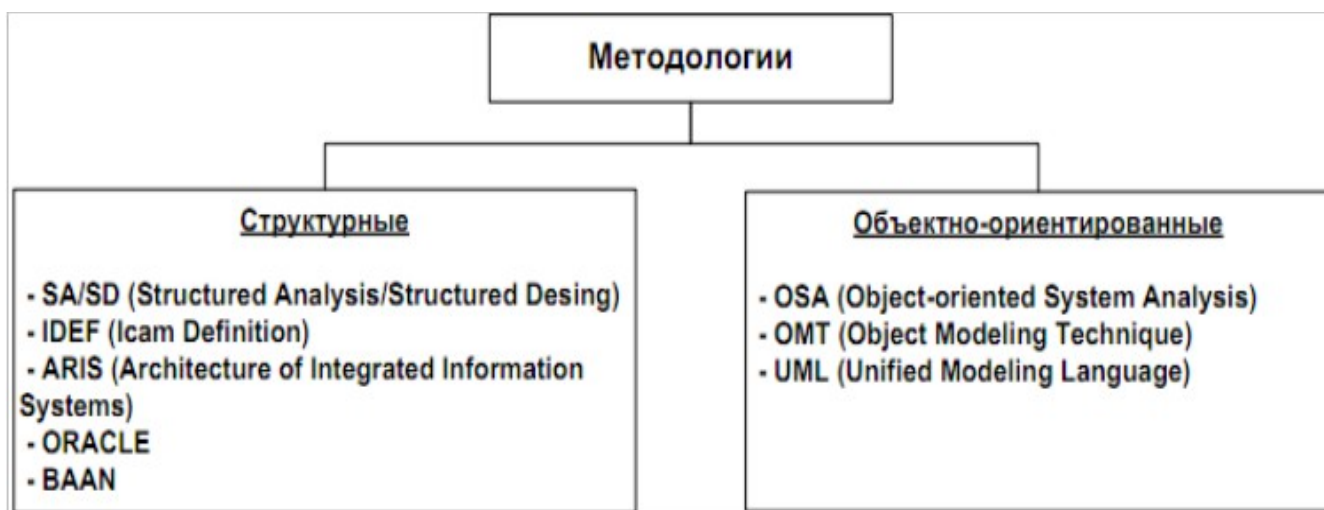 Методологии
Структурные
- SA/SD (Structured Analysis/Structured Desing)
- IDEF (Icam Definition)
- ARIS (Architecture of Integrated Information
Systems)
- ORACLE
- BAAN
Объектно-ориентированные
- OSA (Object-oriented System Analysis)
- OMT (Object Modeling Technique)
- UML (Unified Modeling Language)